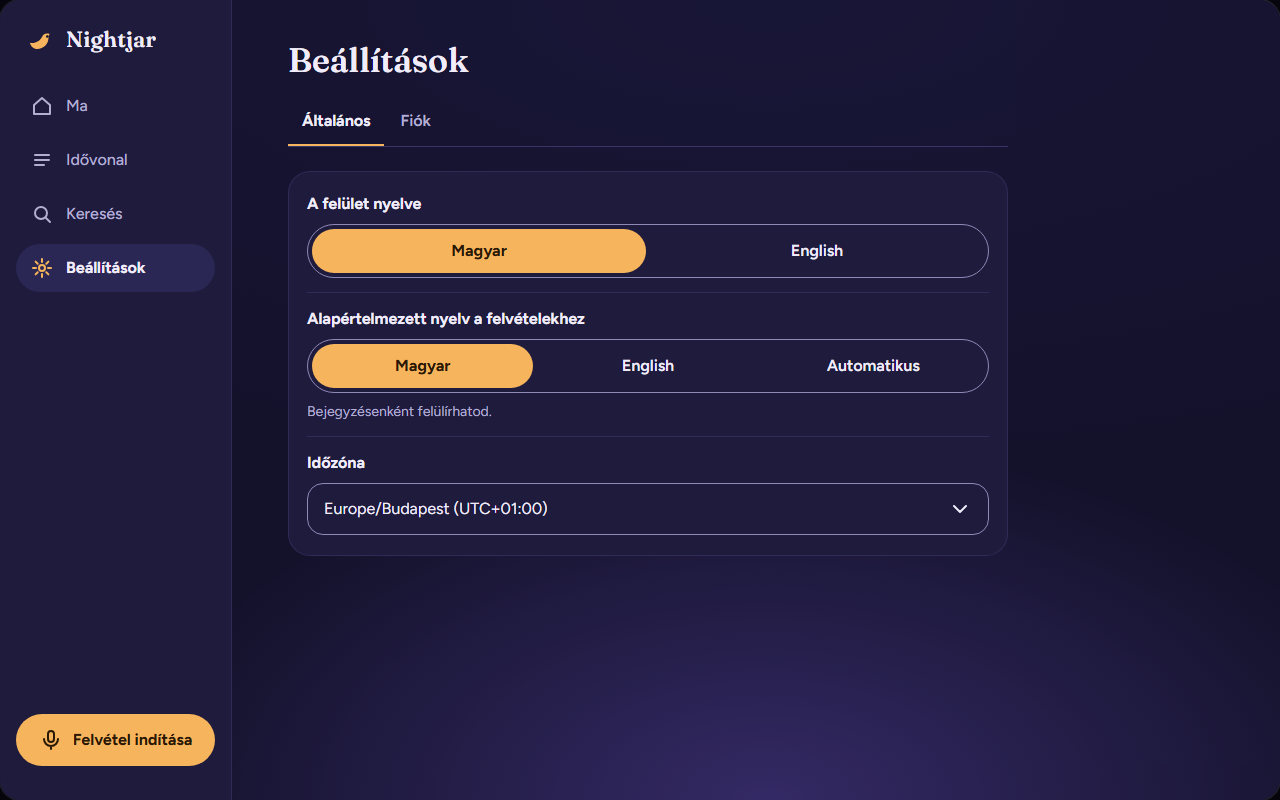 Nightjar
Ma
Idővonal
Keresés
Beállítások
Felvétel indítása
Beállítások
Általános Fiók
A felület nyelve
Magyar English
Alapértelmezett nyelv a felvételekhez
Magyar English Automatikus
Bejegyzésenként felülírhatod.
Időzóna
Europe/Budapest (UTC+01:00)